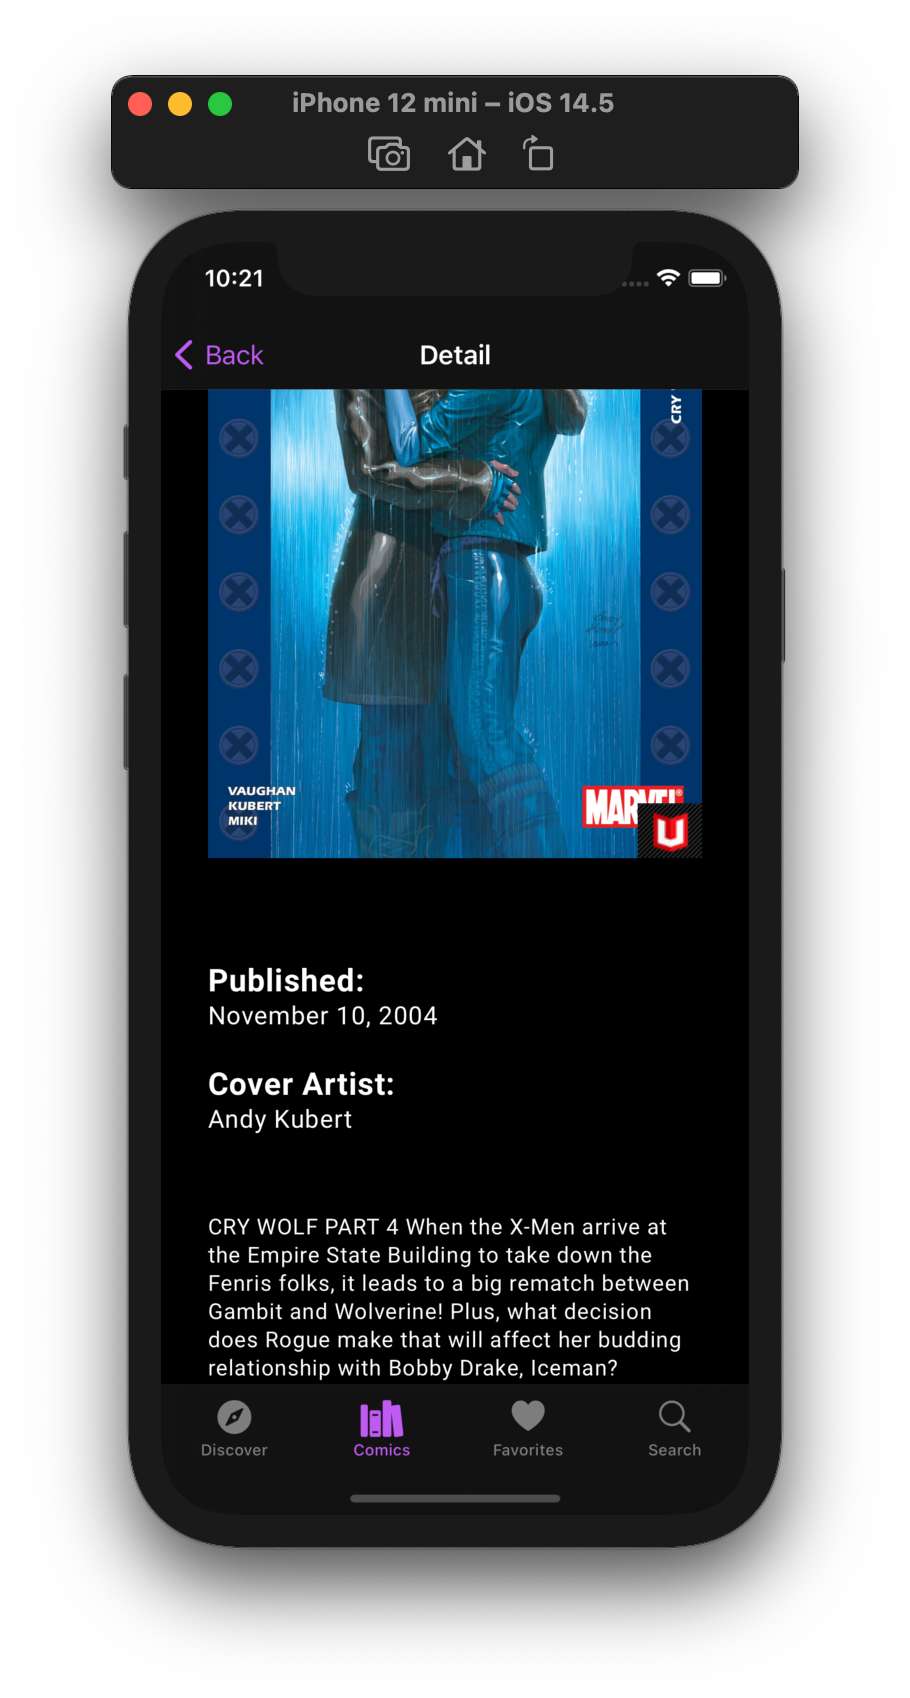 iPhone 12 mini – iOS 14.5
10:21
Back
Detail
CRY
VAUGHAN
KUBERT
MIKI
MARVEL
U
Published:
November 10, 2004
Cover Artist:
Andy Kubert
CRY WOLF PART 4 When the X-Men arrive at
the Empire State Building to take down the
Fenris folks, it leads to a big rematch between
Gambit and Wolverine! Plus, what decision
does Rogue make that will affect her budding
relationship with Bobby Drake, Iceman?
Discover
Comics
Favorites
Search